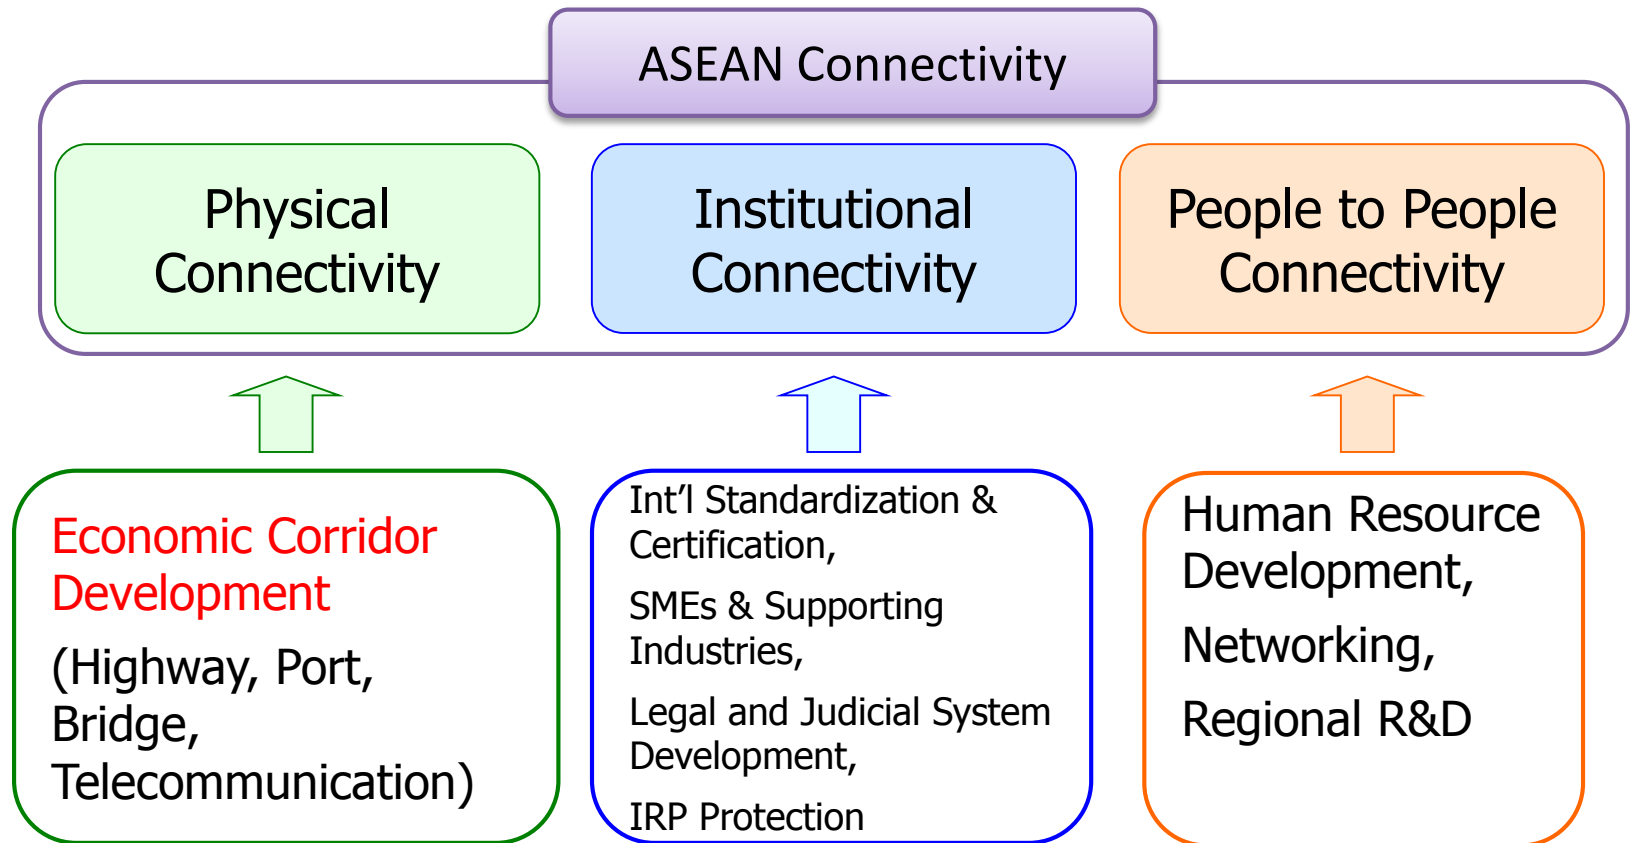 ASEAN Connectivity
Physical
Connectivity
Institutional
Connectivity
People to People
Connectivity
Economic Corridor
Development
(Highway, Port,
Bridge,
Telecommunication)
Int’l Standardization &
Certification,
SMEs & Supporting
Industries,
Legal and Judicial System
Development,
IRP Protection
Human Resource
Development,
Networking,
Regional R&D